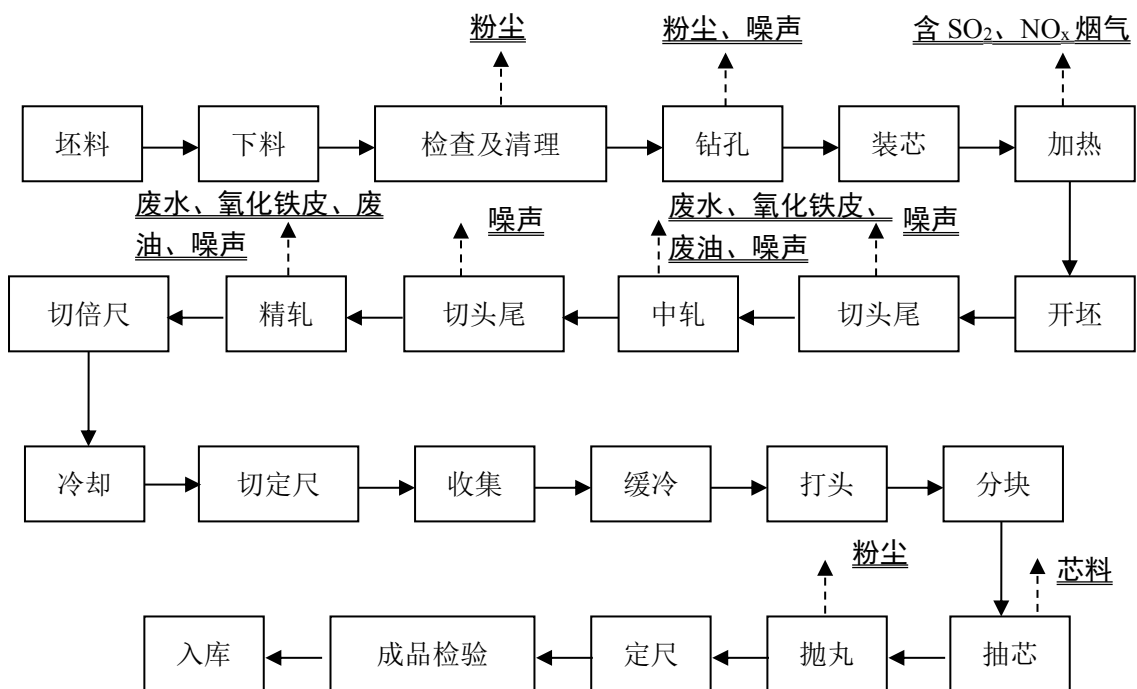 粉尘
粉尘、噪声
含 SO₂、NOₓ 烟气
坯料
下料
检查及清理
钻孔
装芯
加热
废水、氧化铁皮、废
油、噪声
噪声
废水、氧化铁皮、
废油、噪声
噪声
切倍尺
精轧
切头尾
中轧
切头尾
开坯
冷却
切定尺
收集
缓冷
打头
分块
粉尘
芯料
入库
成品检验
定尺
抛丸
抽芯